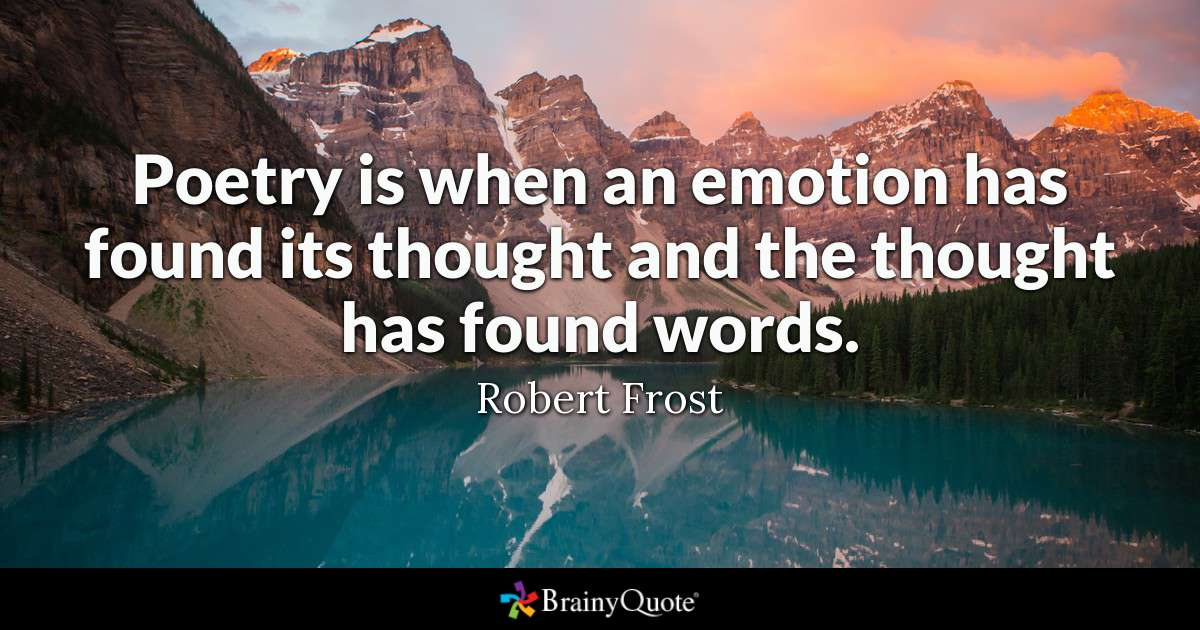 Poetry is when an emotion has
found its thought and the thought
has found words.
Robert Frost
BrainyQuote®